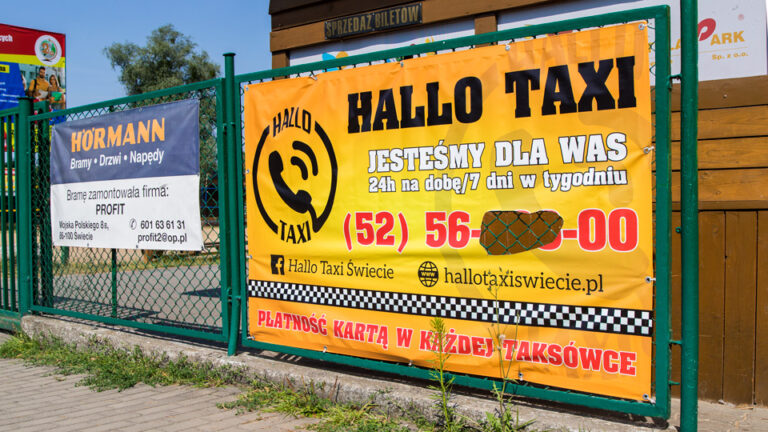 SPRZEDAŻ BILETÓW
PARK
Sp. z o.o.
HÖRMANN
Bramy • Drzwi • Napędy
Bramę zamontowała firma:
PROFIT
Wojska Polskiego 8a,
86-100 Świecie
✆ 601 63 61 31
profit2@op.pl
HALLO
TAXI
HALLO TAXI
JESTEŚMY DLA WAS
24h na dobę/7 dni w tygodniu
(52) 56- -00
Hallo Taxi Świecie
www
hallotaxiswiecie.pl
PŁATNOŚĆ KARTĄ W KAŻDEJ TAKSÓWCE